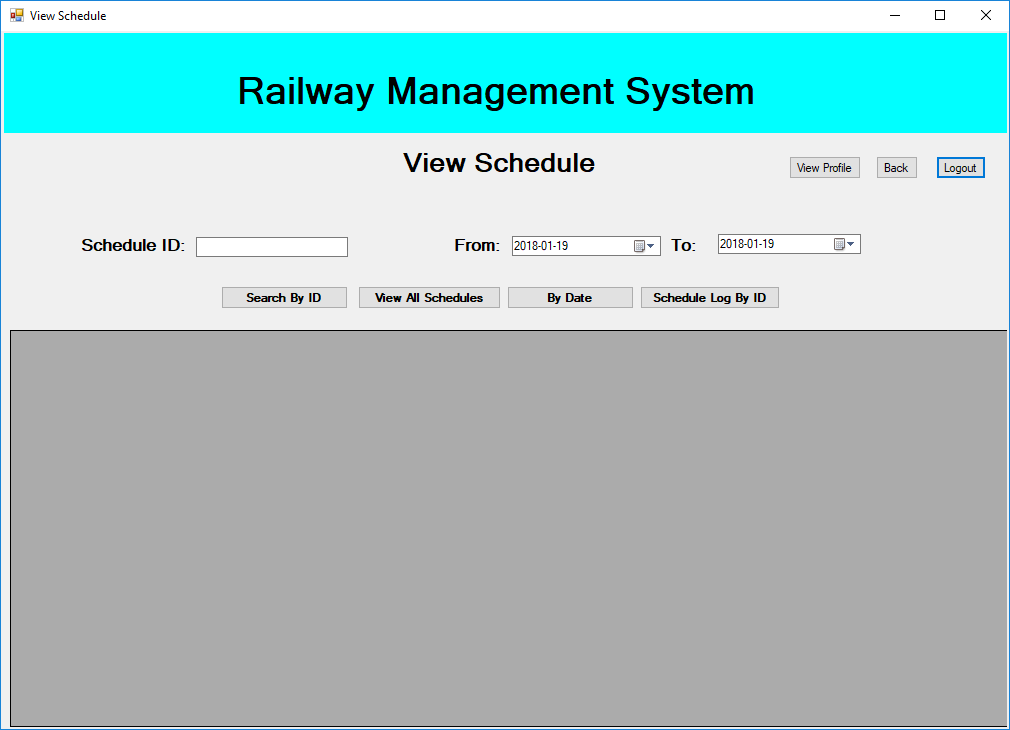 View Schedule
Railway Management System
View Schedule
View Profile Back Logout
Schedule ID: From: 2018-01-19 To: 2018-01-19
Search By ID View All Schedules By Date Schedule Log By ID